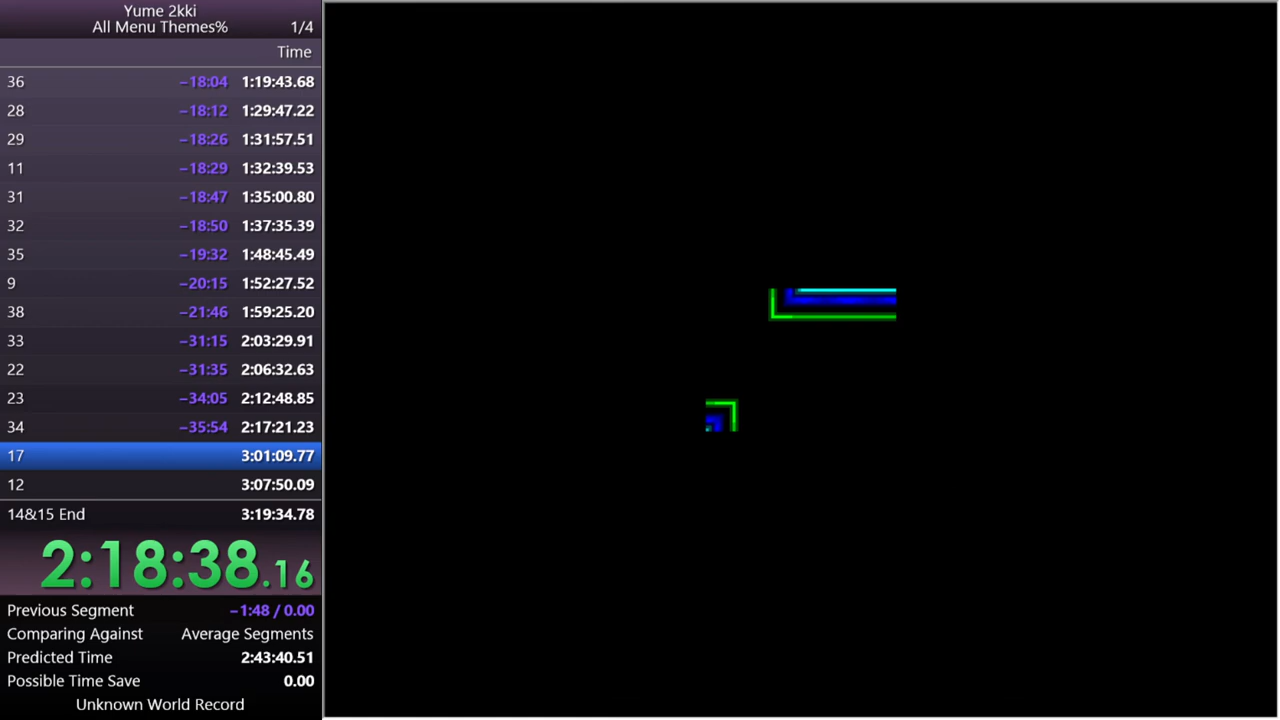 Yume 2kki
All Menu Themes% 1/4
Time
36 −18:04 1:19:43.68
28 −18:12 1:29:47.22
29 −18:26 1:31:57.51
11 −18:29 1:32:39.53
31 −18:47 1:35:00.80
32 −18:50 1:37:35.39
35 −19:32 1:48:45.49
9 −20:15 1:52:27.52
38 −21:46 1:59:25.20
33 −31:15 2:03:29.91
22 −31:35 2:06:32.63
23 −34:05 2:12:48.85
34 −35:54 2:17:21.23
17 3:01:09.77
12 3:07:50.09
14&15 End 3:19:34.78
2:18:38.16
Previous Segment −1:48 / 0.00
Comparing Against Average Segments
Predicted Time 2:43:40.51
Possible Time Save 0.00
Unknown World Record